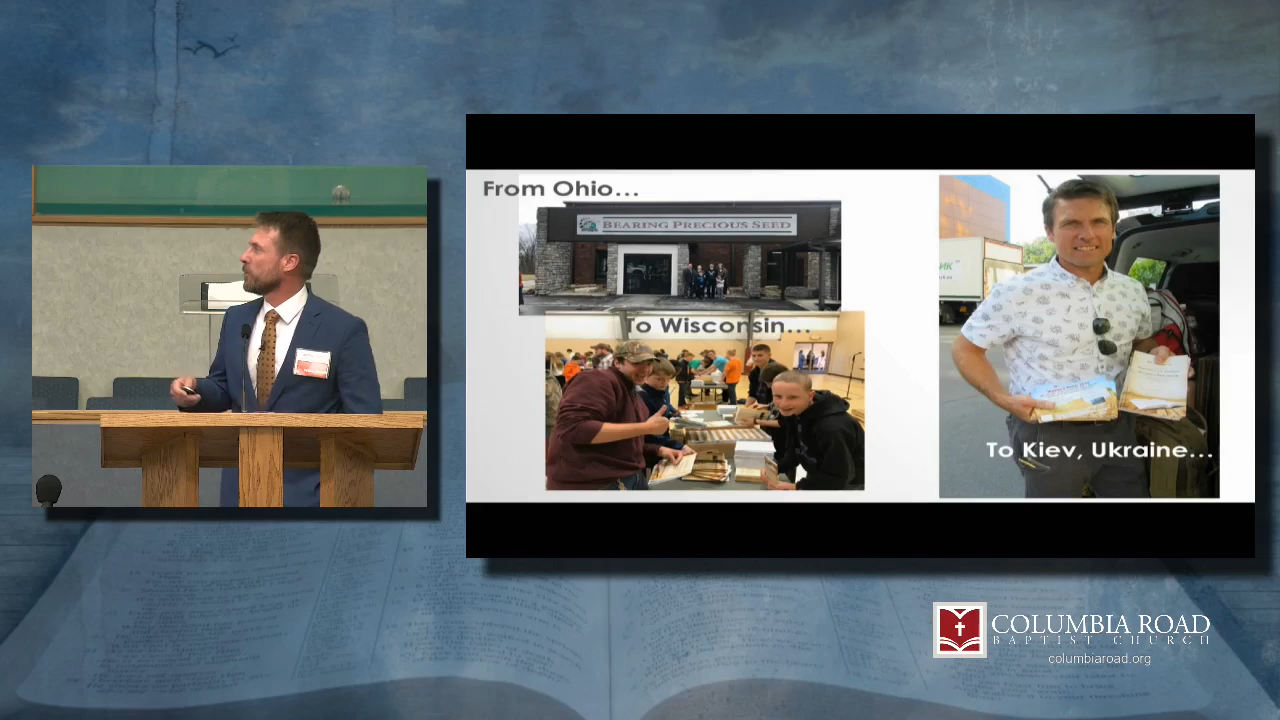 From Ohio...
BEARING PRECIOUS SEED
To Wisconsin...
To Kiev, Ukraine...
COLUMBIA ROAD
BAPTIST CHURCH
columbiaroad.org